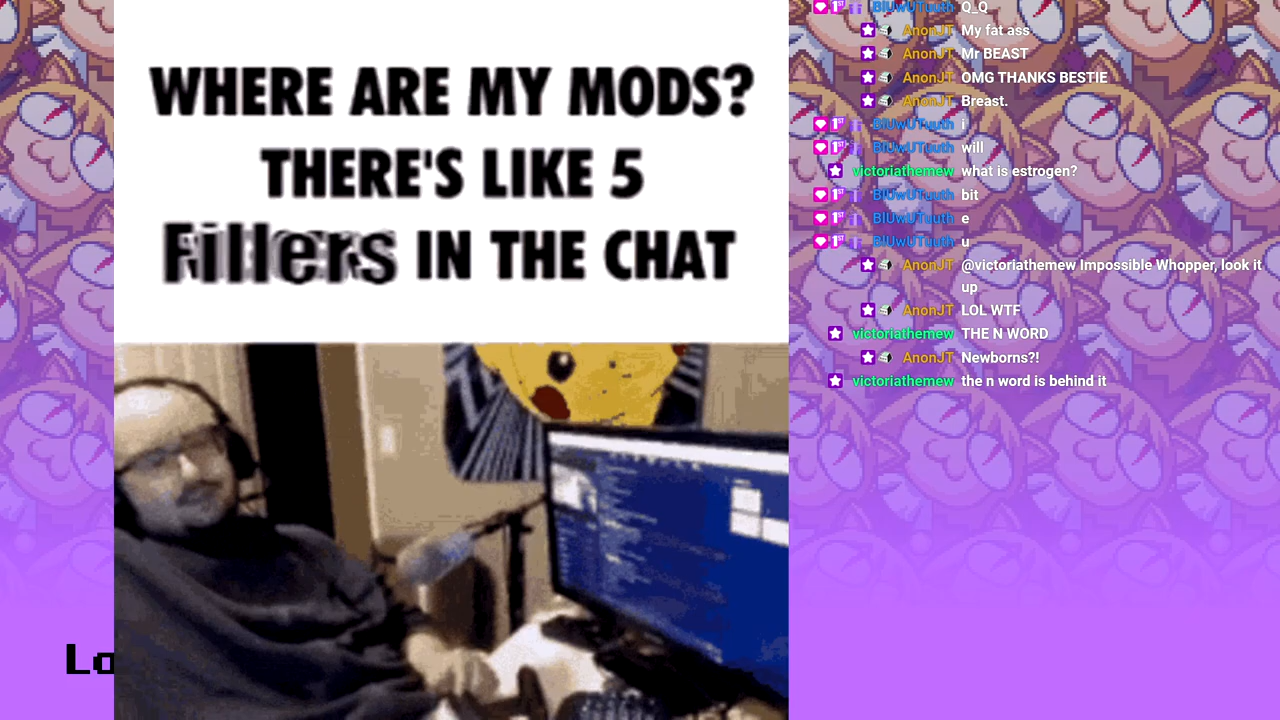 WHERE ARE MY MODS?
THERE'S LIKE 5
Fillers IN THE CHAT
Lo
BlUwUTuuth Q_Q
AnonJT My fat ass
AnonJT Mr BEAST
AnonJT OMG THANKS BESTIE
AnonJT Breast.
BlUwUTuuth i
BlUwUTuuth will
victoriathemew what is estrogen?
BlUwUTuuth bit
BlUwUTuuth e
BlUwUTuuth u
AnonJT @victoriathemew Impossible Whopper, look it
up
AnonJT LOL WTF
victoriathemew THE N WORD
AnonJT Newborns?!
victoriathemew the n word is behind it